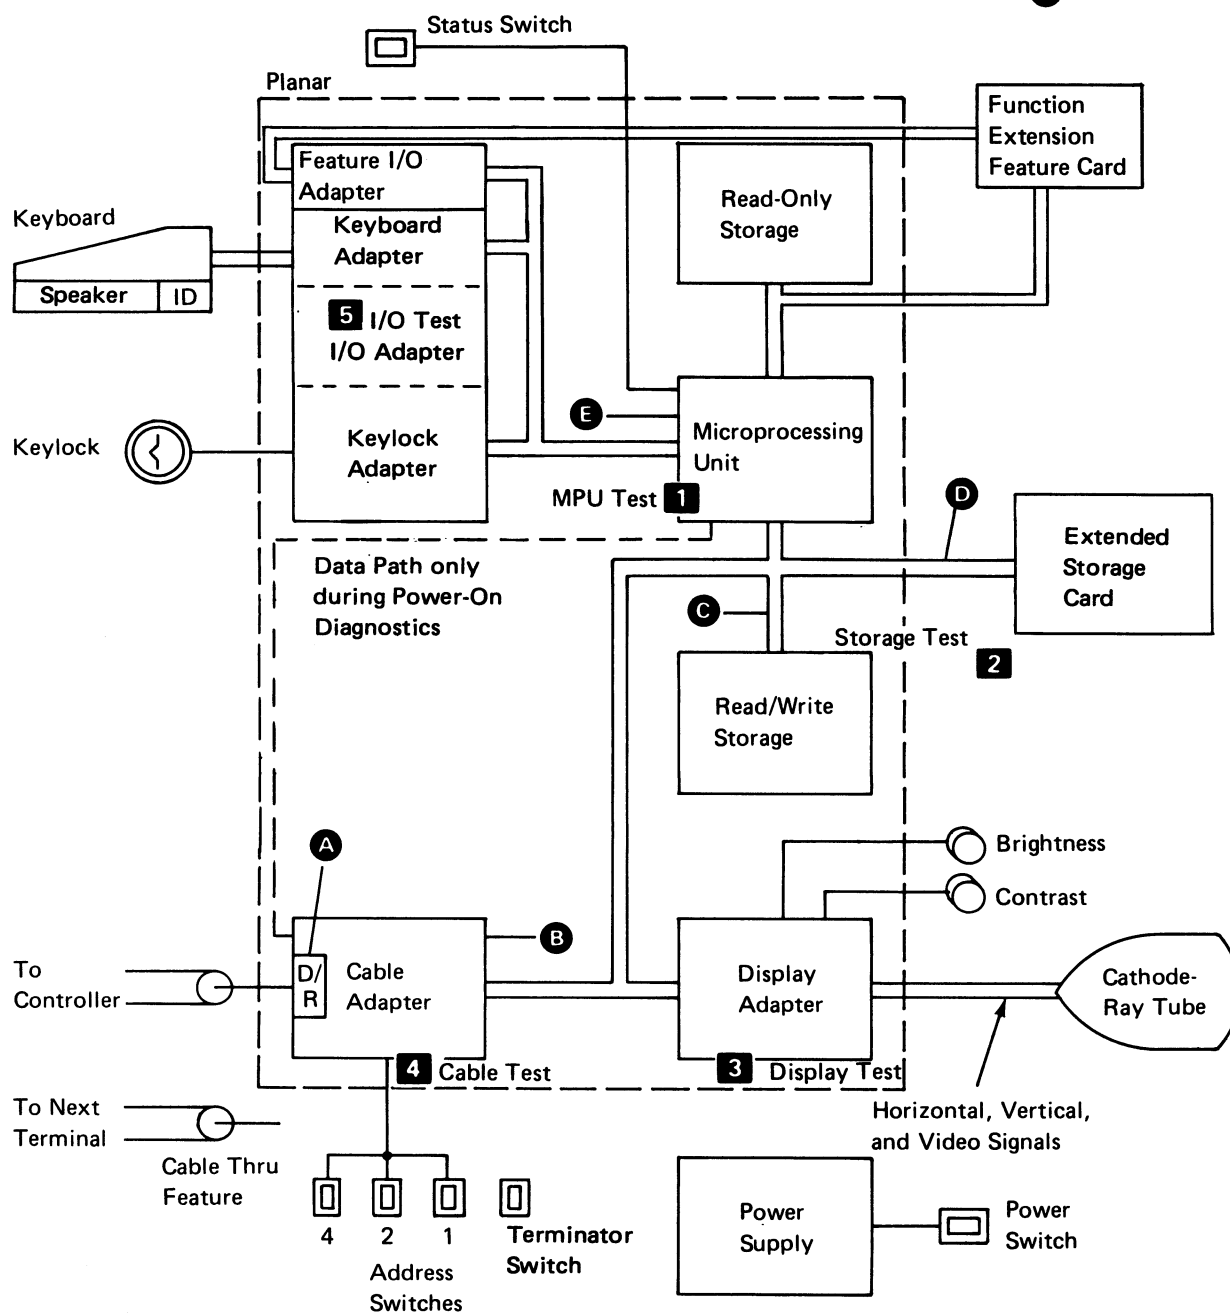 Status Switch
Planar
Function
Extension
Feature Card
Feature I/O
Adapter
Read-Only
Storage
Keyboard
Keyboard
Adapter
Speaker
ID
5 I/O Test
I/O Adapter
E
Microprocessing
Unit
Keylock
Keylock
Adapter
MPU Test 1
D
Extended
Storage
Card
Data Path only
during Power-On
Diagnostics
C
Storage Test
2
Read/Write
Storage
A
Brightness
Contrast
B
To
Controller
D/
R
Cable
Adapter
Display
Adapter
Cathode-
Ray Tube
4 Cable Test
3 Display Test
To Next
Terminal
Horizontal, Vertical,
and Video Signals
Cable Thru
Feature
4
2
1
Address
Switches
Terminator
Switch
Power
Supply
Power
Switch